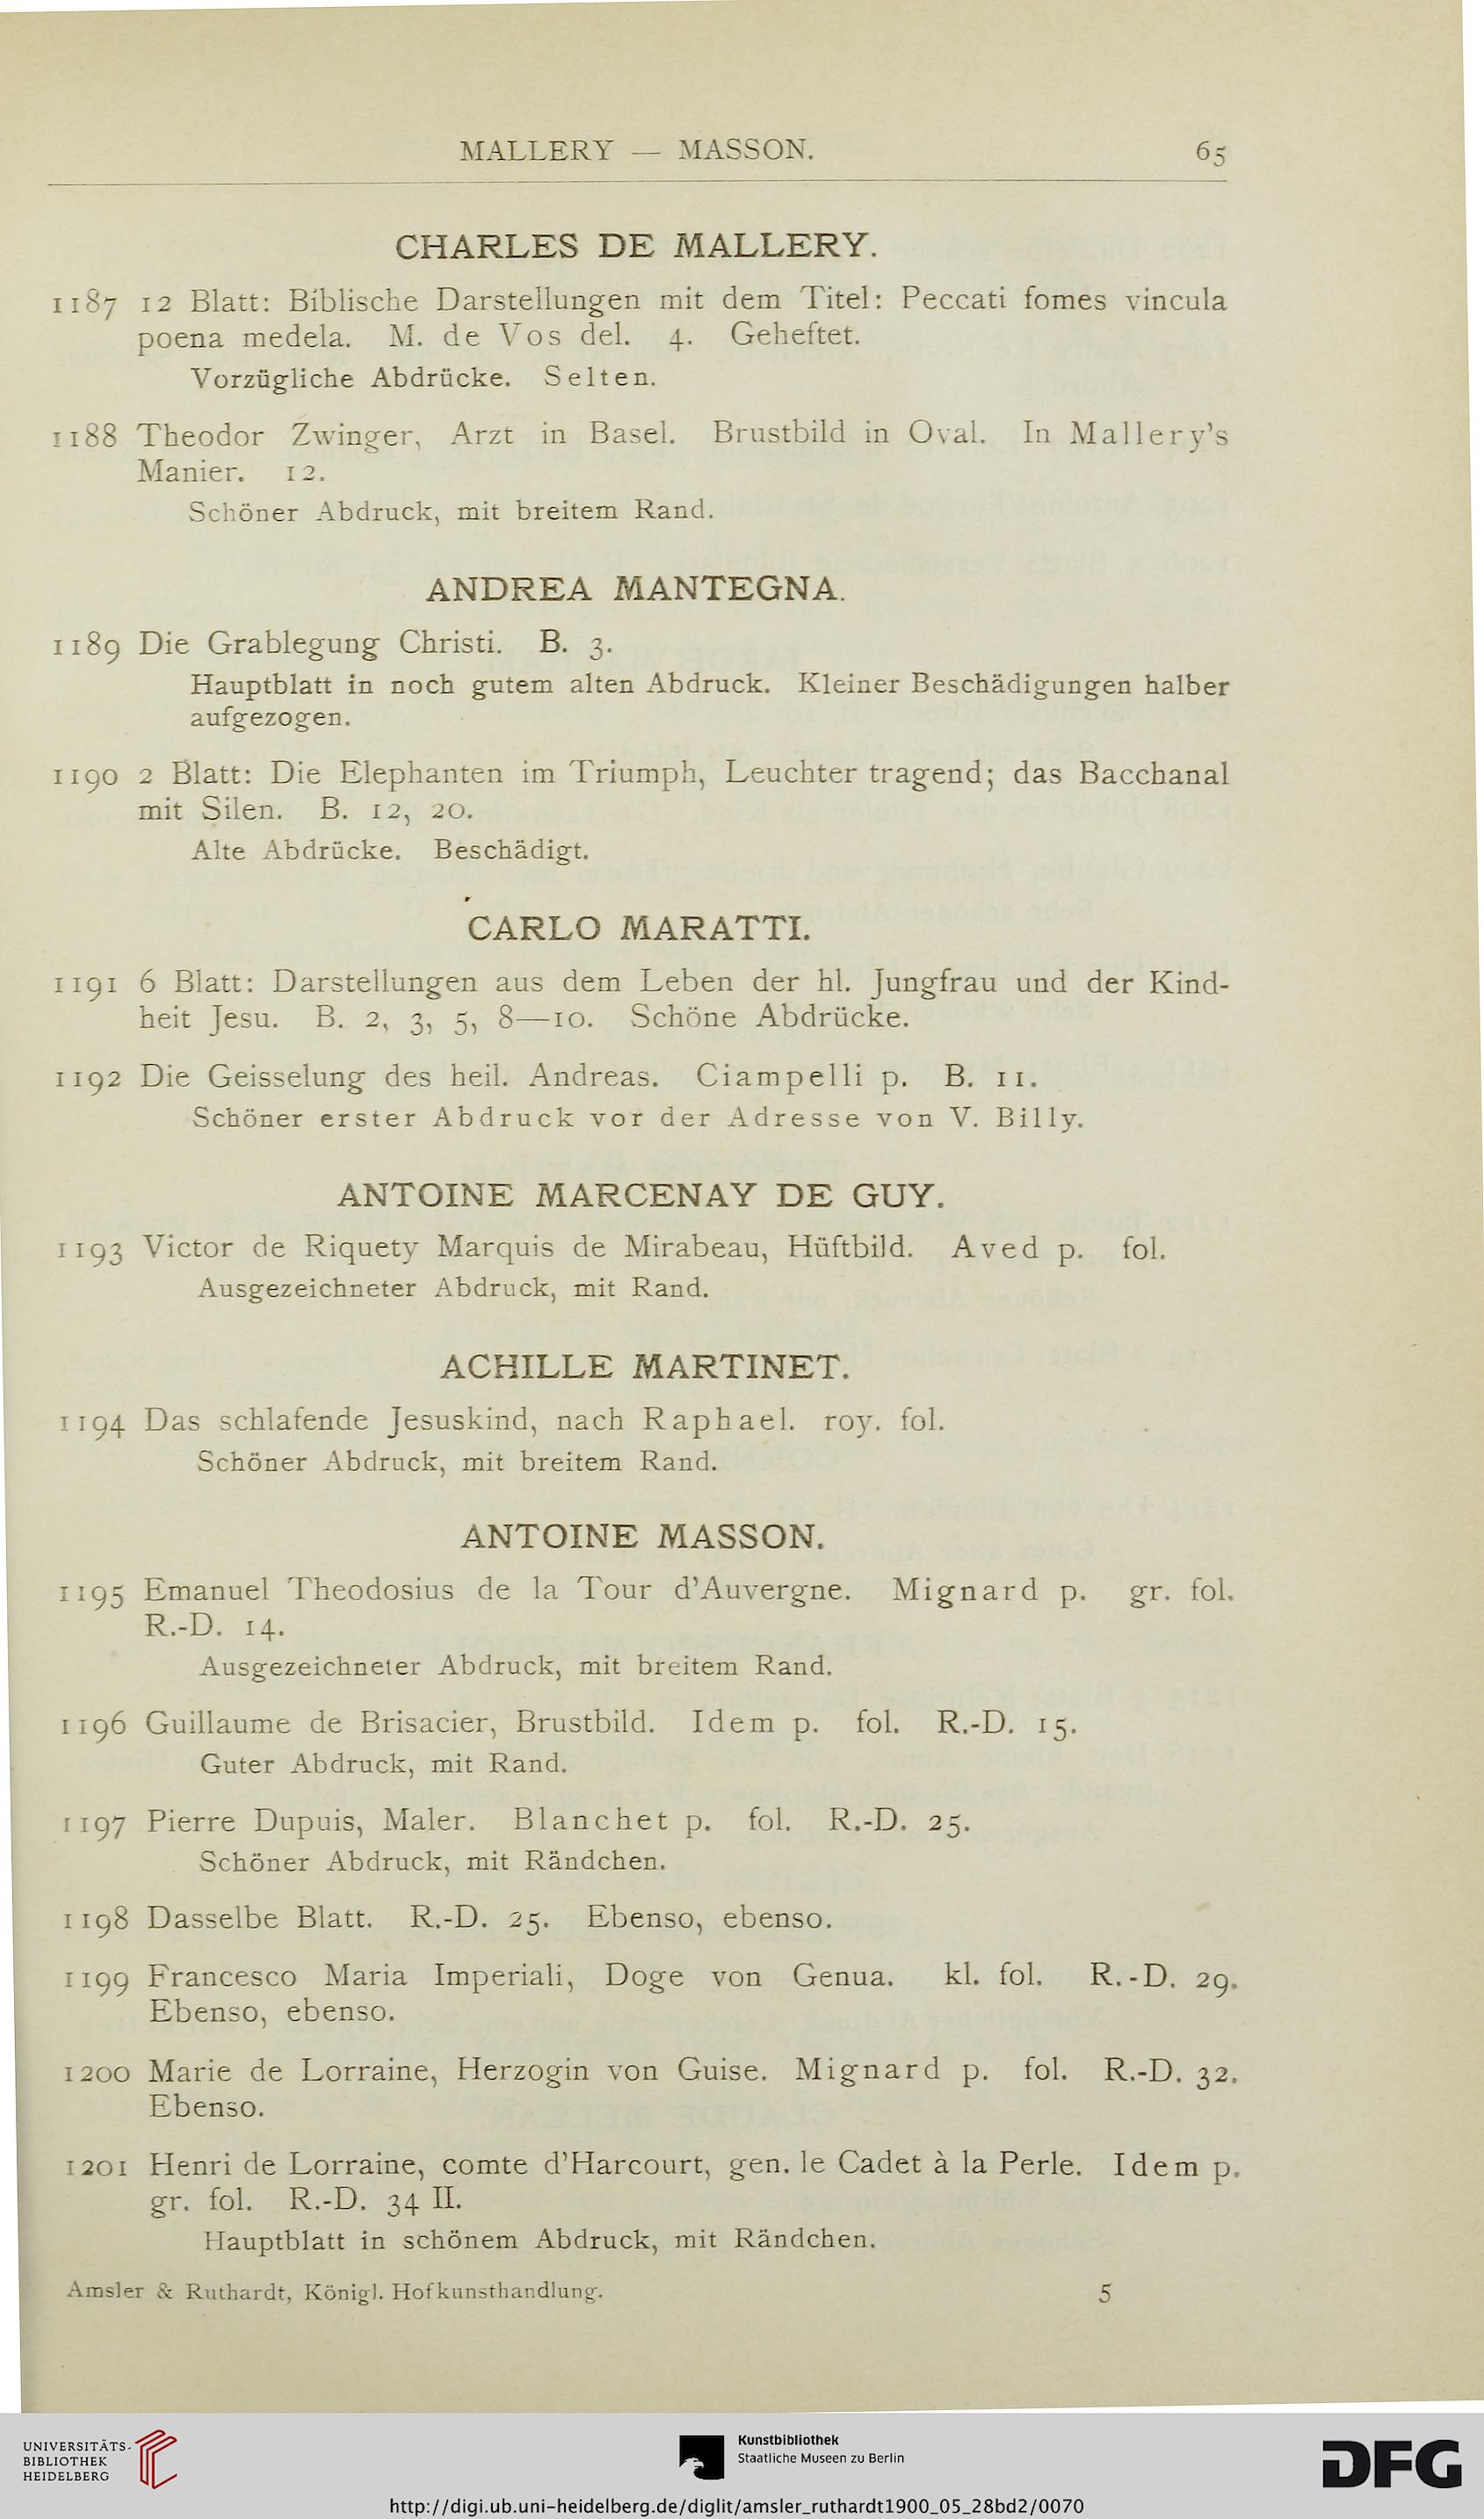 MALLERY — MASSON. 65
CHARLES DE MALLERY.
1187 12 Blatt: Biblische Darstellungen mit dem Titel: Peccati fomes vincula
poena medela. M. de Vos del. 4. Geheftet.
Vorzügliche Abdrücke. Selten.
1188 Theodor Zwinger, Arzt in Basel. Brustbild in Oval. In Mallery's
Manier. 12.
Schöner Abdruck, mit breitem Rand.
ANDREA MANTEGNA.
1189 Die Grablegung Christi. B. 3.
Hauptblatt in noch gutem alten Abdruck. Kleiner Beschädigungen halber
aufgezogen.
1190 2 Blatt: Die Elephanten im Triumph, Leuchter tragend; das Bacchanal
mit Silen. B. 12, 20.
Alte Abdrücke. Beschädigt.
CARLO MARATTI.
1191 6 Blatt: Darstellungen aus dem Leben der hl. Jungfrau und der Kind-
heit Jesu. B. 2, 3, 5, 8—10. Schöne Abdrücke.
1192 Die Geisselung des heil. Andreas. Ciampelli p. B. 11.
Schöner erster Abdruck vor der Adresse von V. Billy.
ANTOINE MARCENAY DE GUY.
1193 Victor de Riquety Marquis de Mirabeau, Hüftbild. Aved p. fol.
Ausgezeichneter Abdruck, mit Rand.
ACHILLE MARTINET.
1194 Das schlafende Jesuskind, nach Raphael. roy. fol.
Schöner Abdruck, mit breitem Rand.
ANTOINE MASSON.
1195 Emanuel Theodosius de la Tour d'Auvergne. Mignard p. gr. fol.
R.-D. 14.
Ausgezeichneter Abdruck, mit breitem Rand.
1196 Guillaume de Brisacier, Brustbild. Idem p. fol. R.-D. 15.
Guter Abdruck, mit Rand.
1197 Pierre Dupuis, Maler. Blanchet p. fol. R.-D. 25.
Schöner Abdruck, mit Rändchen.
1198 Dasselbe Blatt. R.-D. 25. Ebenso, ebenso.
1199 Francesco Maria Imperiali, Doge von Genua. kl. fol. R.-D. 29.
Ebenso, ebenso.
1200 Marie de Lorraine, Herzogin von Guise. Mignard p. fol. R.-D. 32.
Ebenso.
1201 Henri de Lorraine, comte d'Harcourt, gen. le Cadet à la Perle. Idem p.
gr. fol. R.-D. 34 II.
Hauptblatt in schönem Abdruck, mit Rändchen.
Amsler & Ruthardt, Königl. Hofkunsthandlung. 5
UNIVERSITÄTS-
BIBLIOTHEK
HEIDELBERG
Kunstbibliothek
Staatliche Museen zu Berlin
DFG
http://digi.ub.uni-heidelberg.de/diglit/amsler_ruthardt1900_05_28bd2/0070